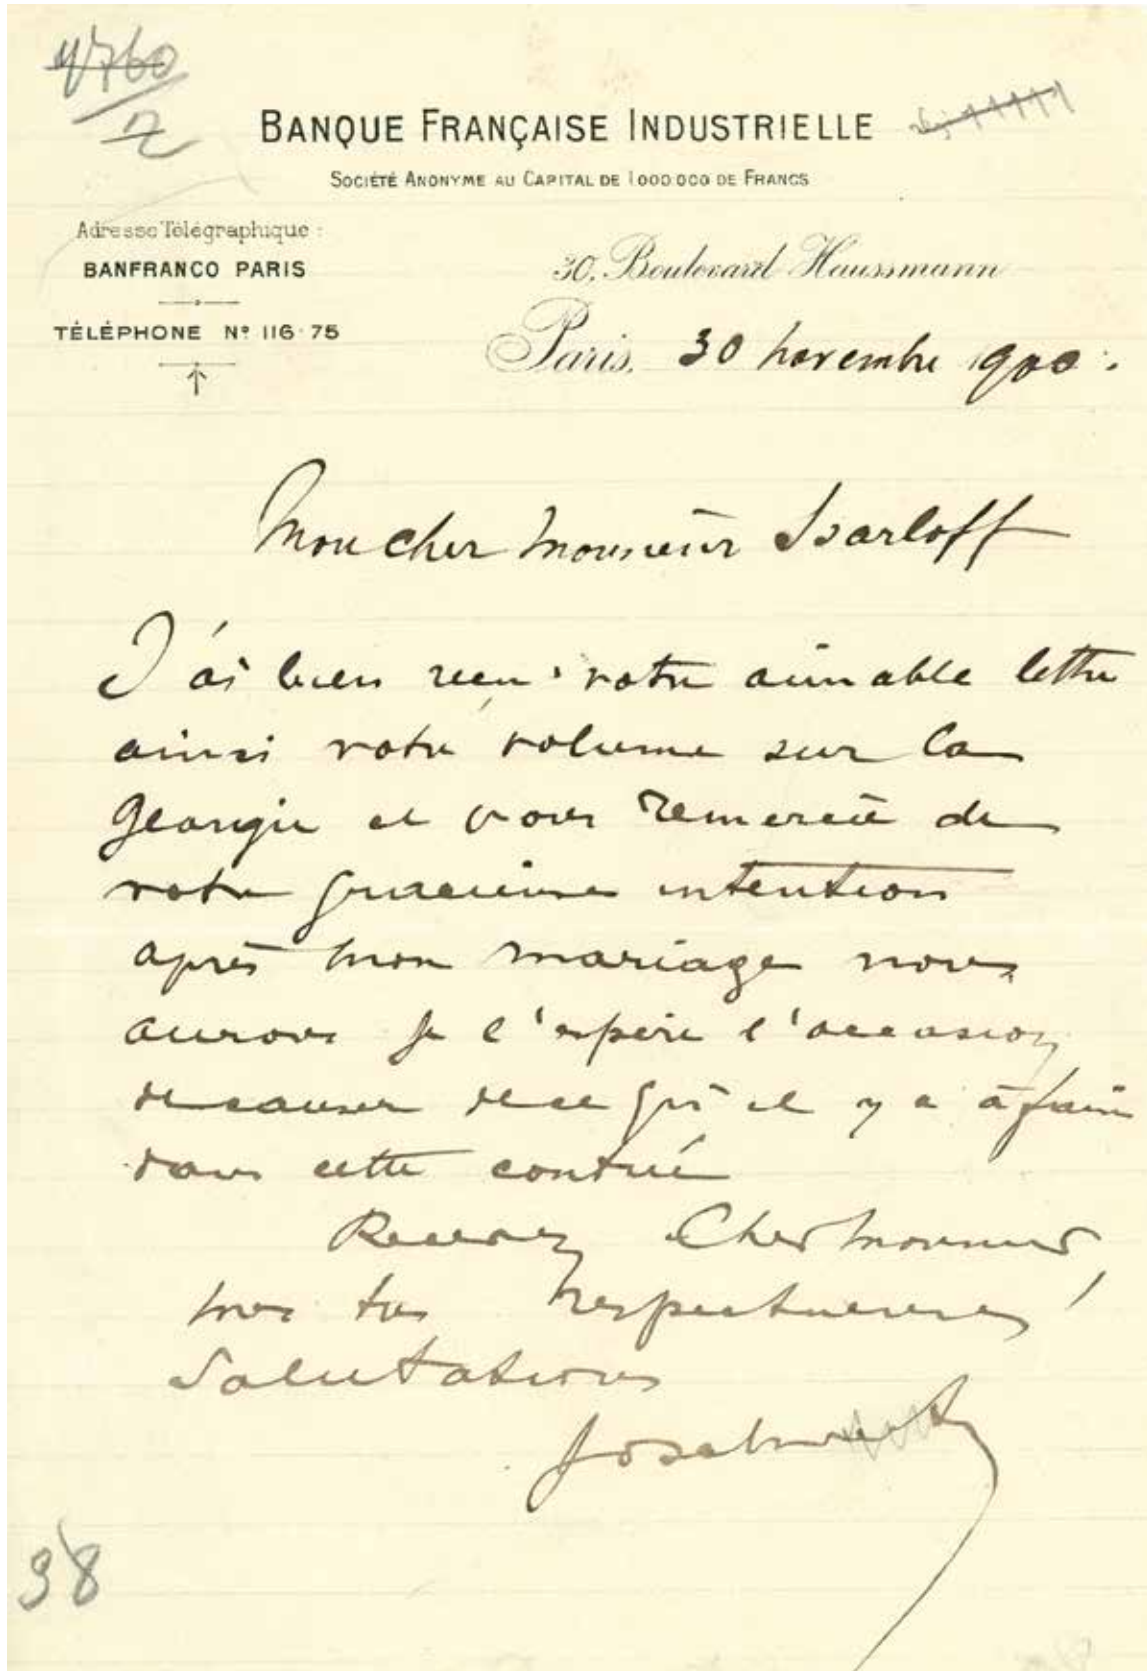 4760
2
BANQUE FRANÇAISE INDUSTRIELLE
SOCIÉTÉ ANONYME AU CAPITAL DE 1000.000 DE FRANCS
Adresse Télégraphique :
BANFRANCO PARIS
TÉLÉPHONE Nº 116-75
30, Boulevard Haussmann
Paris, 30 novembre 1900.
Mon cher Monsieur Isarloff
J'ai bien reçu votre aimable lettre
ainsi votre volume sur la
Georgie et vous remercie de
votre gracieuse intention
après mon mariage nous
aurons je l'espère l'occasion
de causer de ce qu'il y a à faire
dans cette contrée
Recevez Cher Monsieur,
mes très respectueuses
Salutations
98